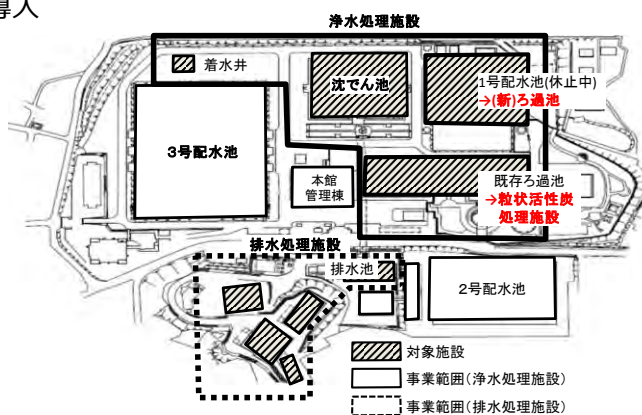 導入
浄水処理施設
着水井
沈でん池
1号配水池(休止中)
→(新)ろ過池
3号配水池
本館
管理棟
既存ろ過池
→粒状活性炭
処理施設
排水処理施設
排水池
2号配水池
対象施設
事業範囲(浄水処理施設)
事業範囲(排水処理施設)